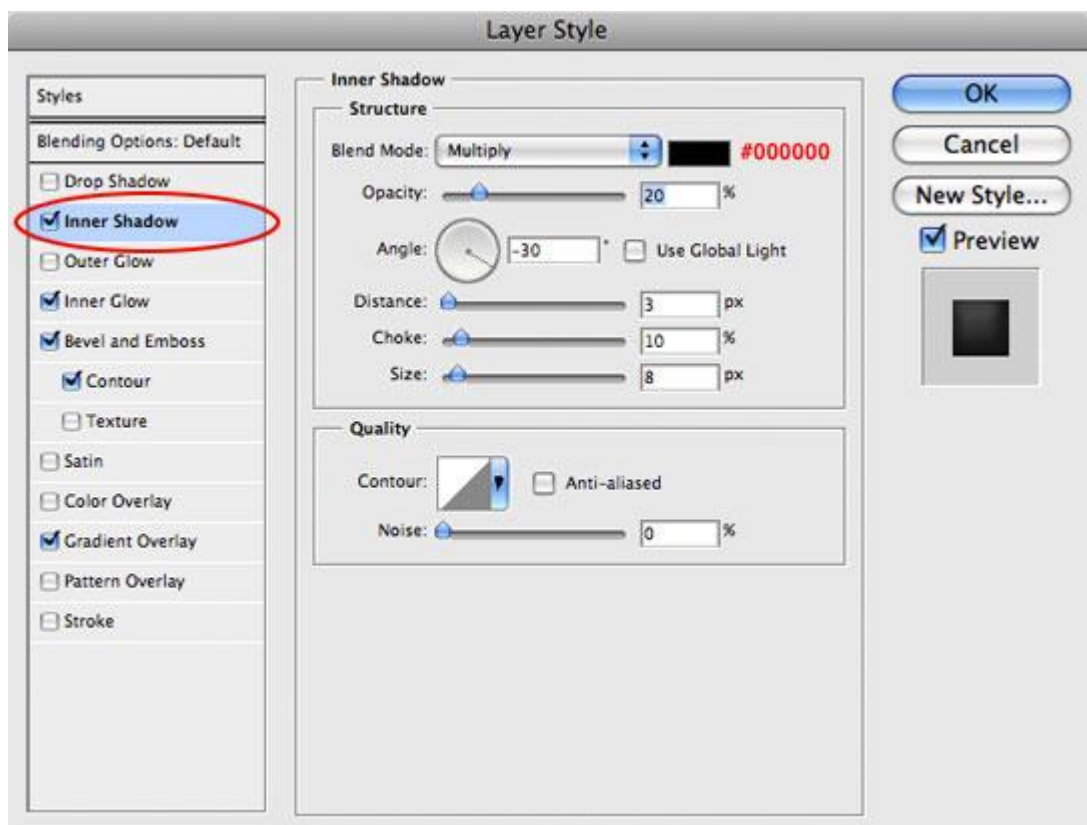 Layer Style
Styles
Blending Options: Default
Drop Shadow
Inner Shadow
Outer Glow
Inner Glow
Bevel and Emboss
Contour
Texture
Satin
Color Overlay
Gradient Overlay
Pattern Overlay
Stroke
Inner Shadow
Structure
Blend Mode: Multiply #000000
Opacity: 20 %
Angle: -30 ° Use Global Light
Distance: 3 px
Choke: 10 %
Size: 8 px
Quality
Contour: Anti-aliased
Noise: 0 %
OK
Cancel
New Style...
Preview